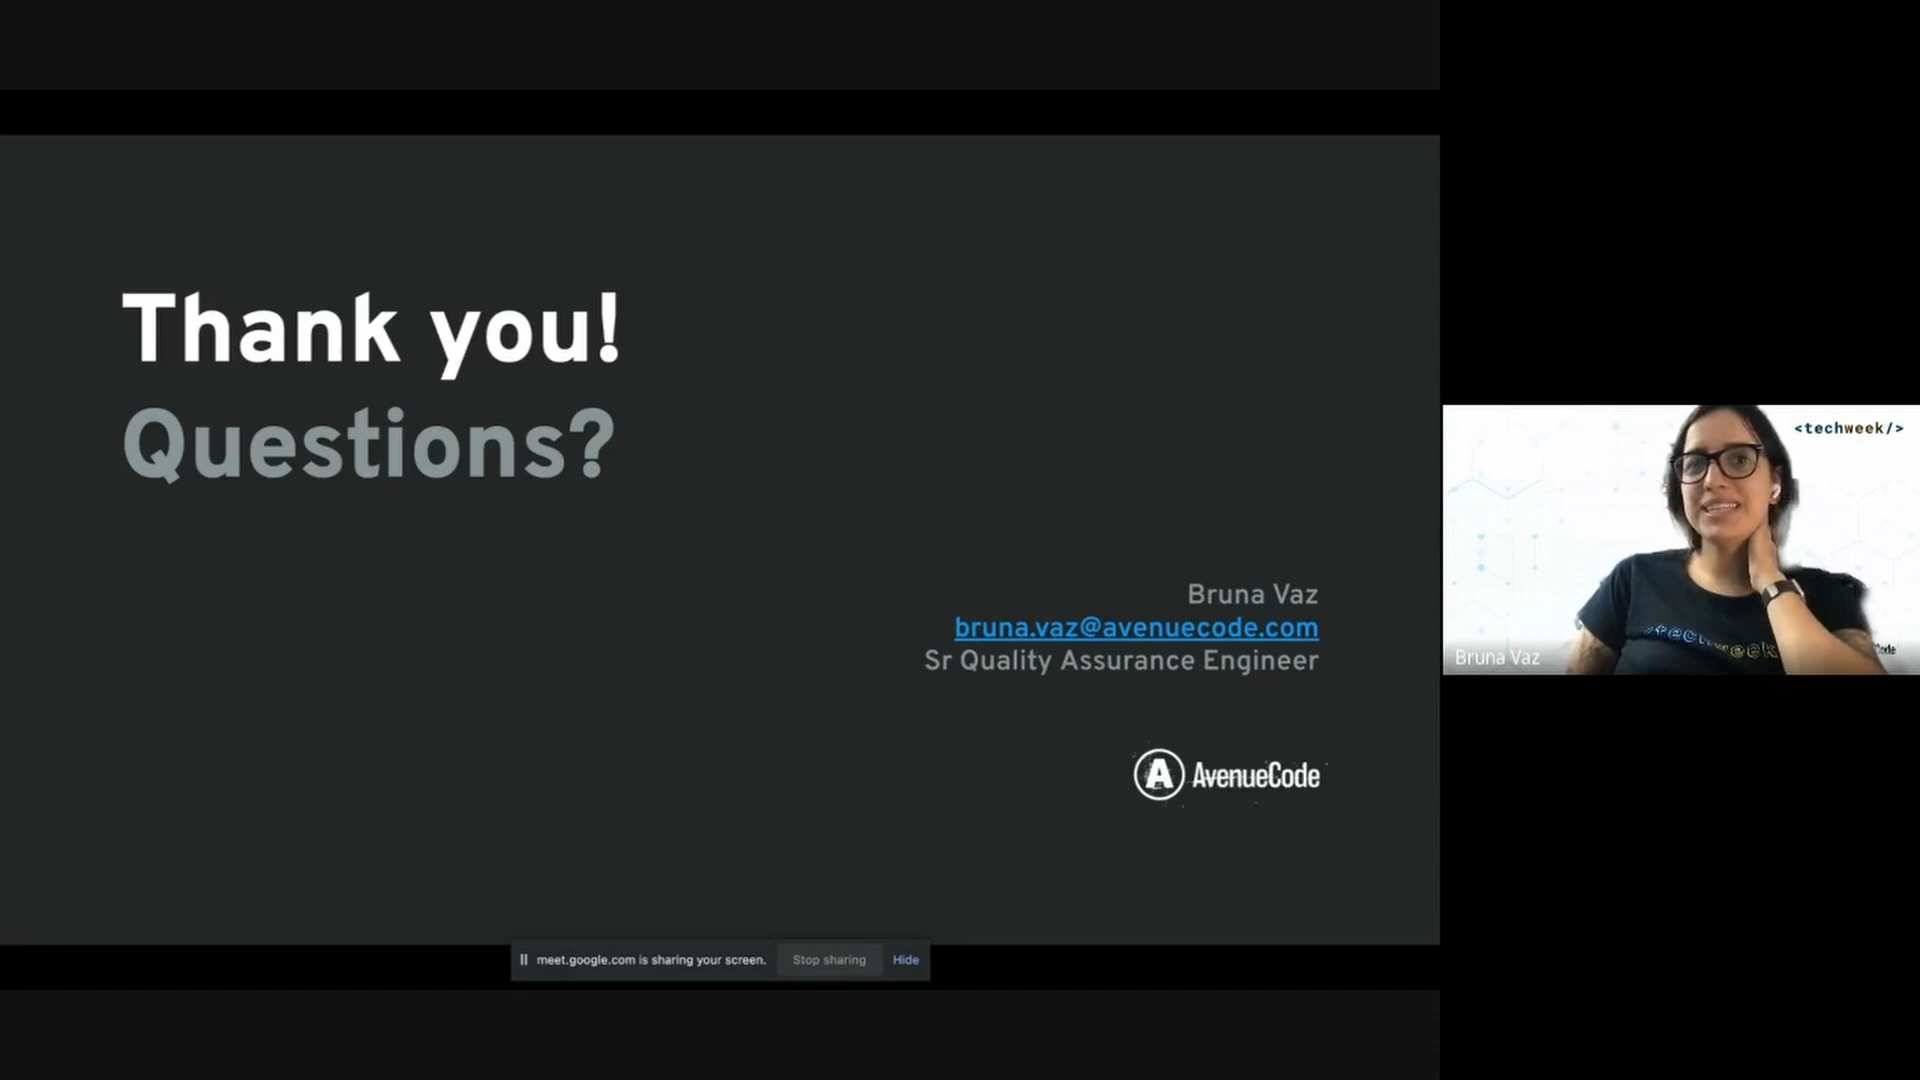 Thank you!
Questions?
Bruna Vaz
bruna.vaz@avenuecode.com
Sr Quality Assurance Engineer
A AvenueCode
meet.google.com is sharing your screen. Stop sharing Hide
<techweek/>
techweek
Bruna Vaz